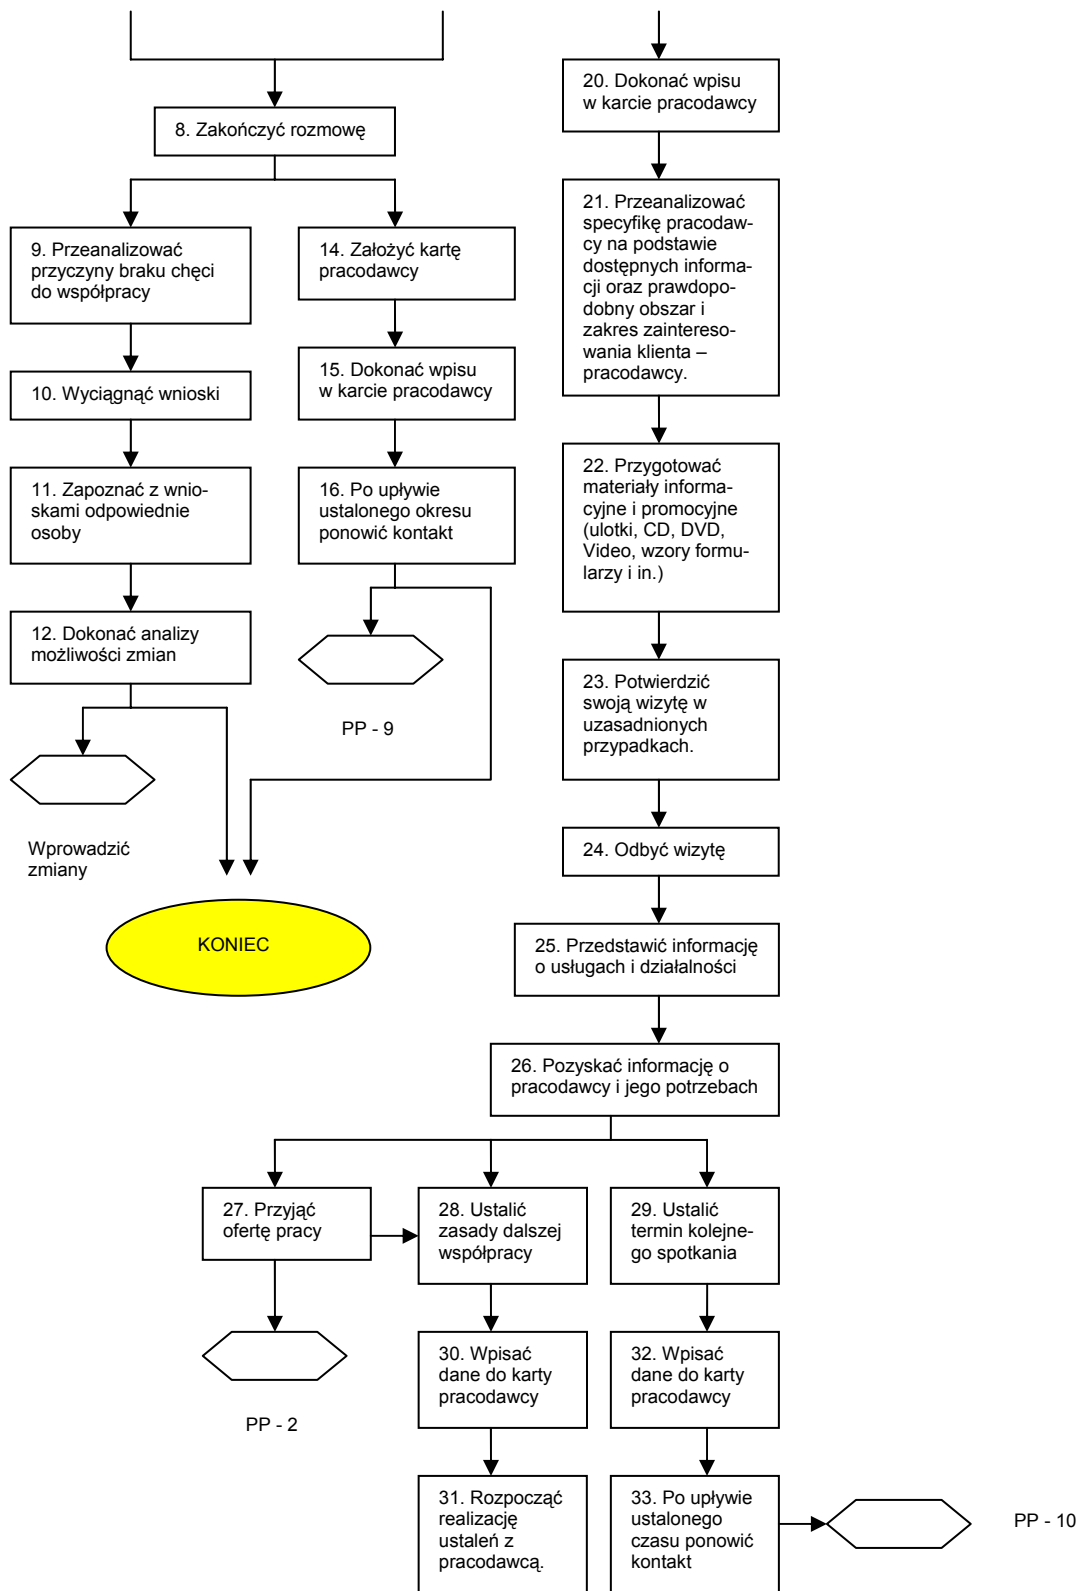 8. Zakończyć rozmowę
9. Przeanalizować
przyczyny braku chęci
do współpracy
10. Wyciągnąć wnioski
11. Zapoznać z wnio-
skami odpowiednie
osoby
12. Dokonać analizy
możliwości zmian
Wprowadzić
zmiany
14. Założyć kartę
pracodawcy
15. Dokonać wpisu
w karcie pracodawcy
16. Po upływie
ustalonego okresu
ponowić kontakt
PP - 9
KONIEC
20. Dokonać wpisu
w karcie pracodawcy
21. Przeanalizować
specyfikę pracodaw-
cy na podstawie
dostępnych informa-
cji oraz prawdopo-
dobny obszar i
zakres zaintereso-
wania klienta –
pracodawcy.
22. Przygotować
materiały informa-
cyjne i promocyjne
(ulotki, CD, DVD,
Video, wzory formu-
larzy i in.)
23. Potwierdzić
swoją wizytę w
uzasadnionych
przypadkach.
24. Odbyć wizytę
25. Przedstawić informację
o usługach i działalności
26. Pozyskać informację o
pracodawcy i jego potrzebach
27. Przyjąć
ofertę pracy
PP - 2
28. Ustalić
zasady dalszej
współpracy
29. Ustalić
termin kolejne-
go spotkania
30. Wpisać
dane do karty
pracodawcy
32. Wpisać
dane do karty
pracodawcy
31. Rozpocząć
realizację
ustaleń z
pracodawcą.
33. Po upływie
ustalonego
czasu ponowić
kontakt
PP - 10